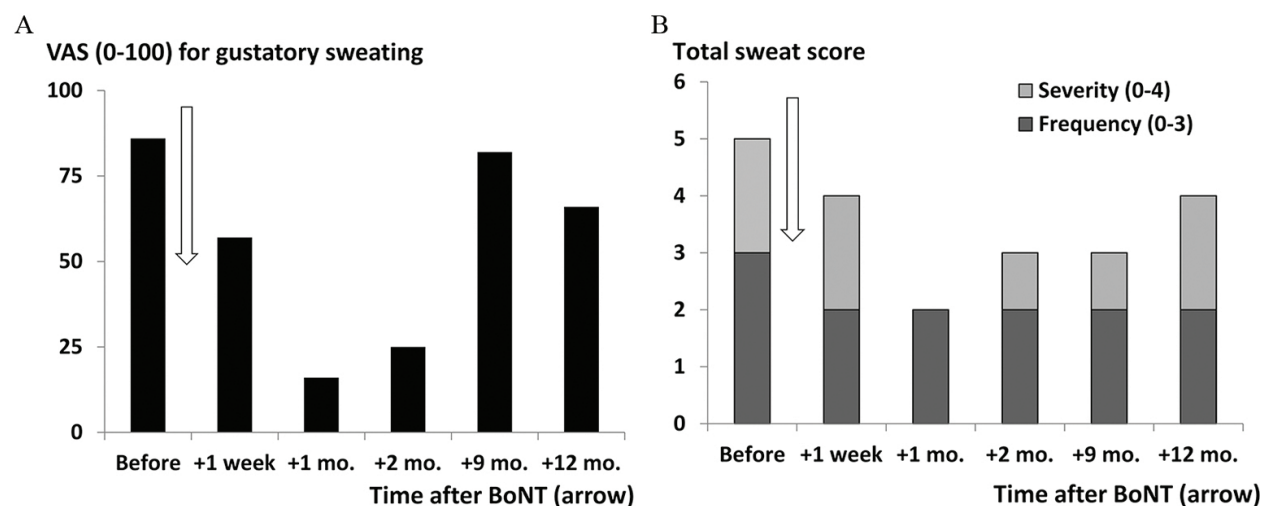 A
VAS (0-100) for gustatory sweating
100
75
50
25
0
Before +1 week +1 mo. +2 mo. +9 mo. +12 mo.
Time after BoNT (arrow)
B
Total sweat score
6
5
4
3
2
1
0
Severity (0-4)
Frequency (0-3)
Before +1 week +1 mo. +2 mo. +9 mo. +12 mo.
Time after BoNT (arrow)